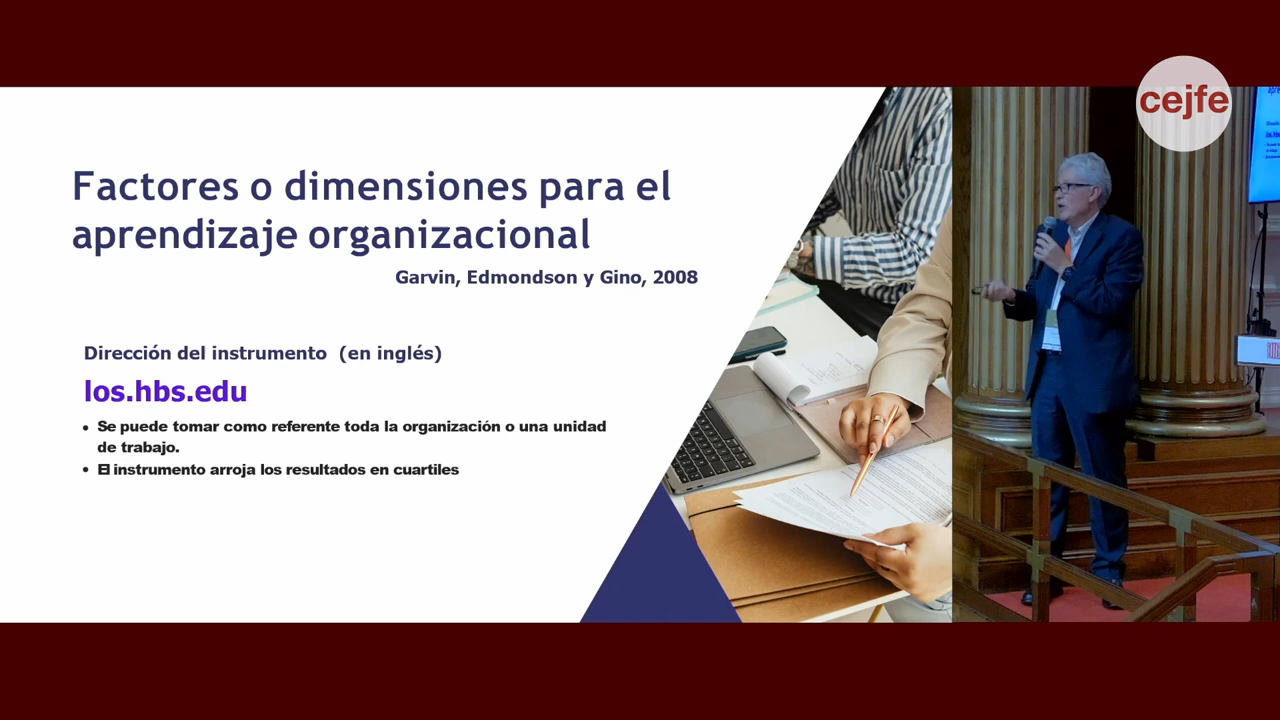 cejfe
Factores o dimensiones para el
aprendizaje organizacional
Garvin, Edmondson y Gino, 2008
Dirección del instrumento (en inglés)
los.hbs.edu
• Se puede tomar como referente toda la organización o una unidad
de trabajo.
• El instrumento arroja los resultados en cuartiles